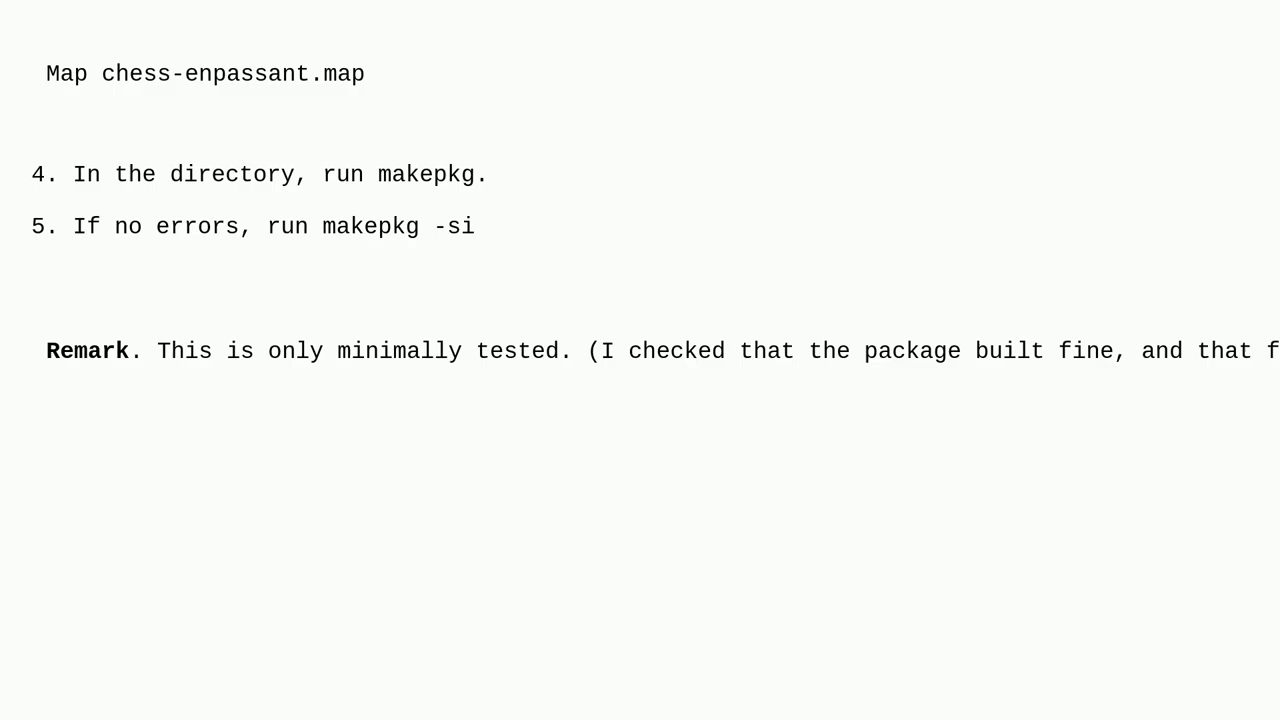 Map chess-enpassant.map
4. In the directory, run makepkg.
5. If no errors, run makepkg -si
Remark. This is only minimally tested. (I checked that the package built fine, and that f